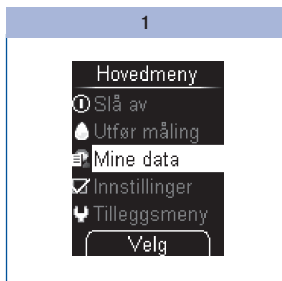 1
Hovedmeny
Slå av
Utfør måling
Mine data
Innstillinger
Tilleggsmeny
Velg